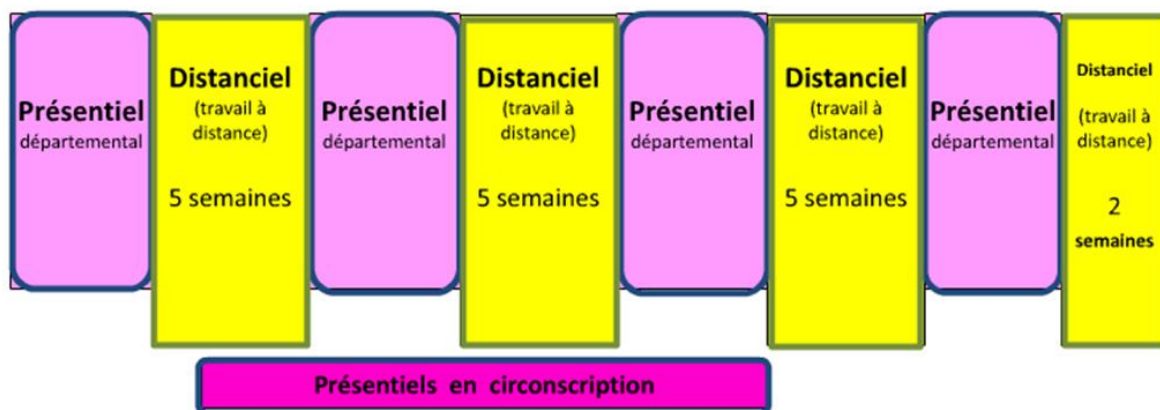 Présentiel
départemental
Distanciel
(travail à
distance)
5 semaines
Présentiel
départemental
Distanciel
(travail à
distance)
5 semaines
Présentiel
départemental
Distanciel
(travail à
distance)
5 semaines
Présentiel
départemental
Distanciel
(travail à
distance)
2
semaines
Présentiels en circonscription